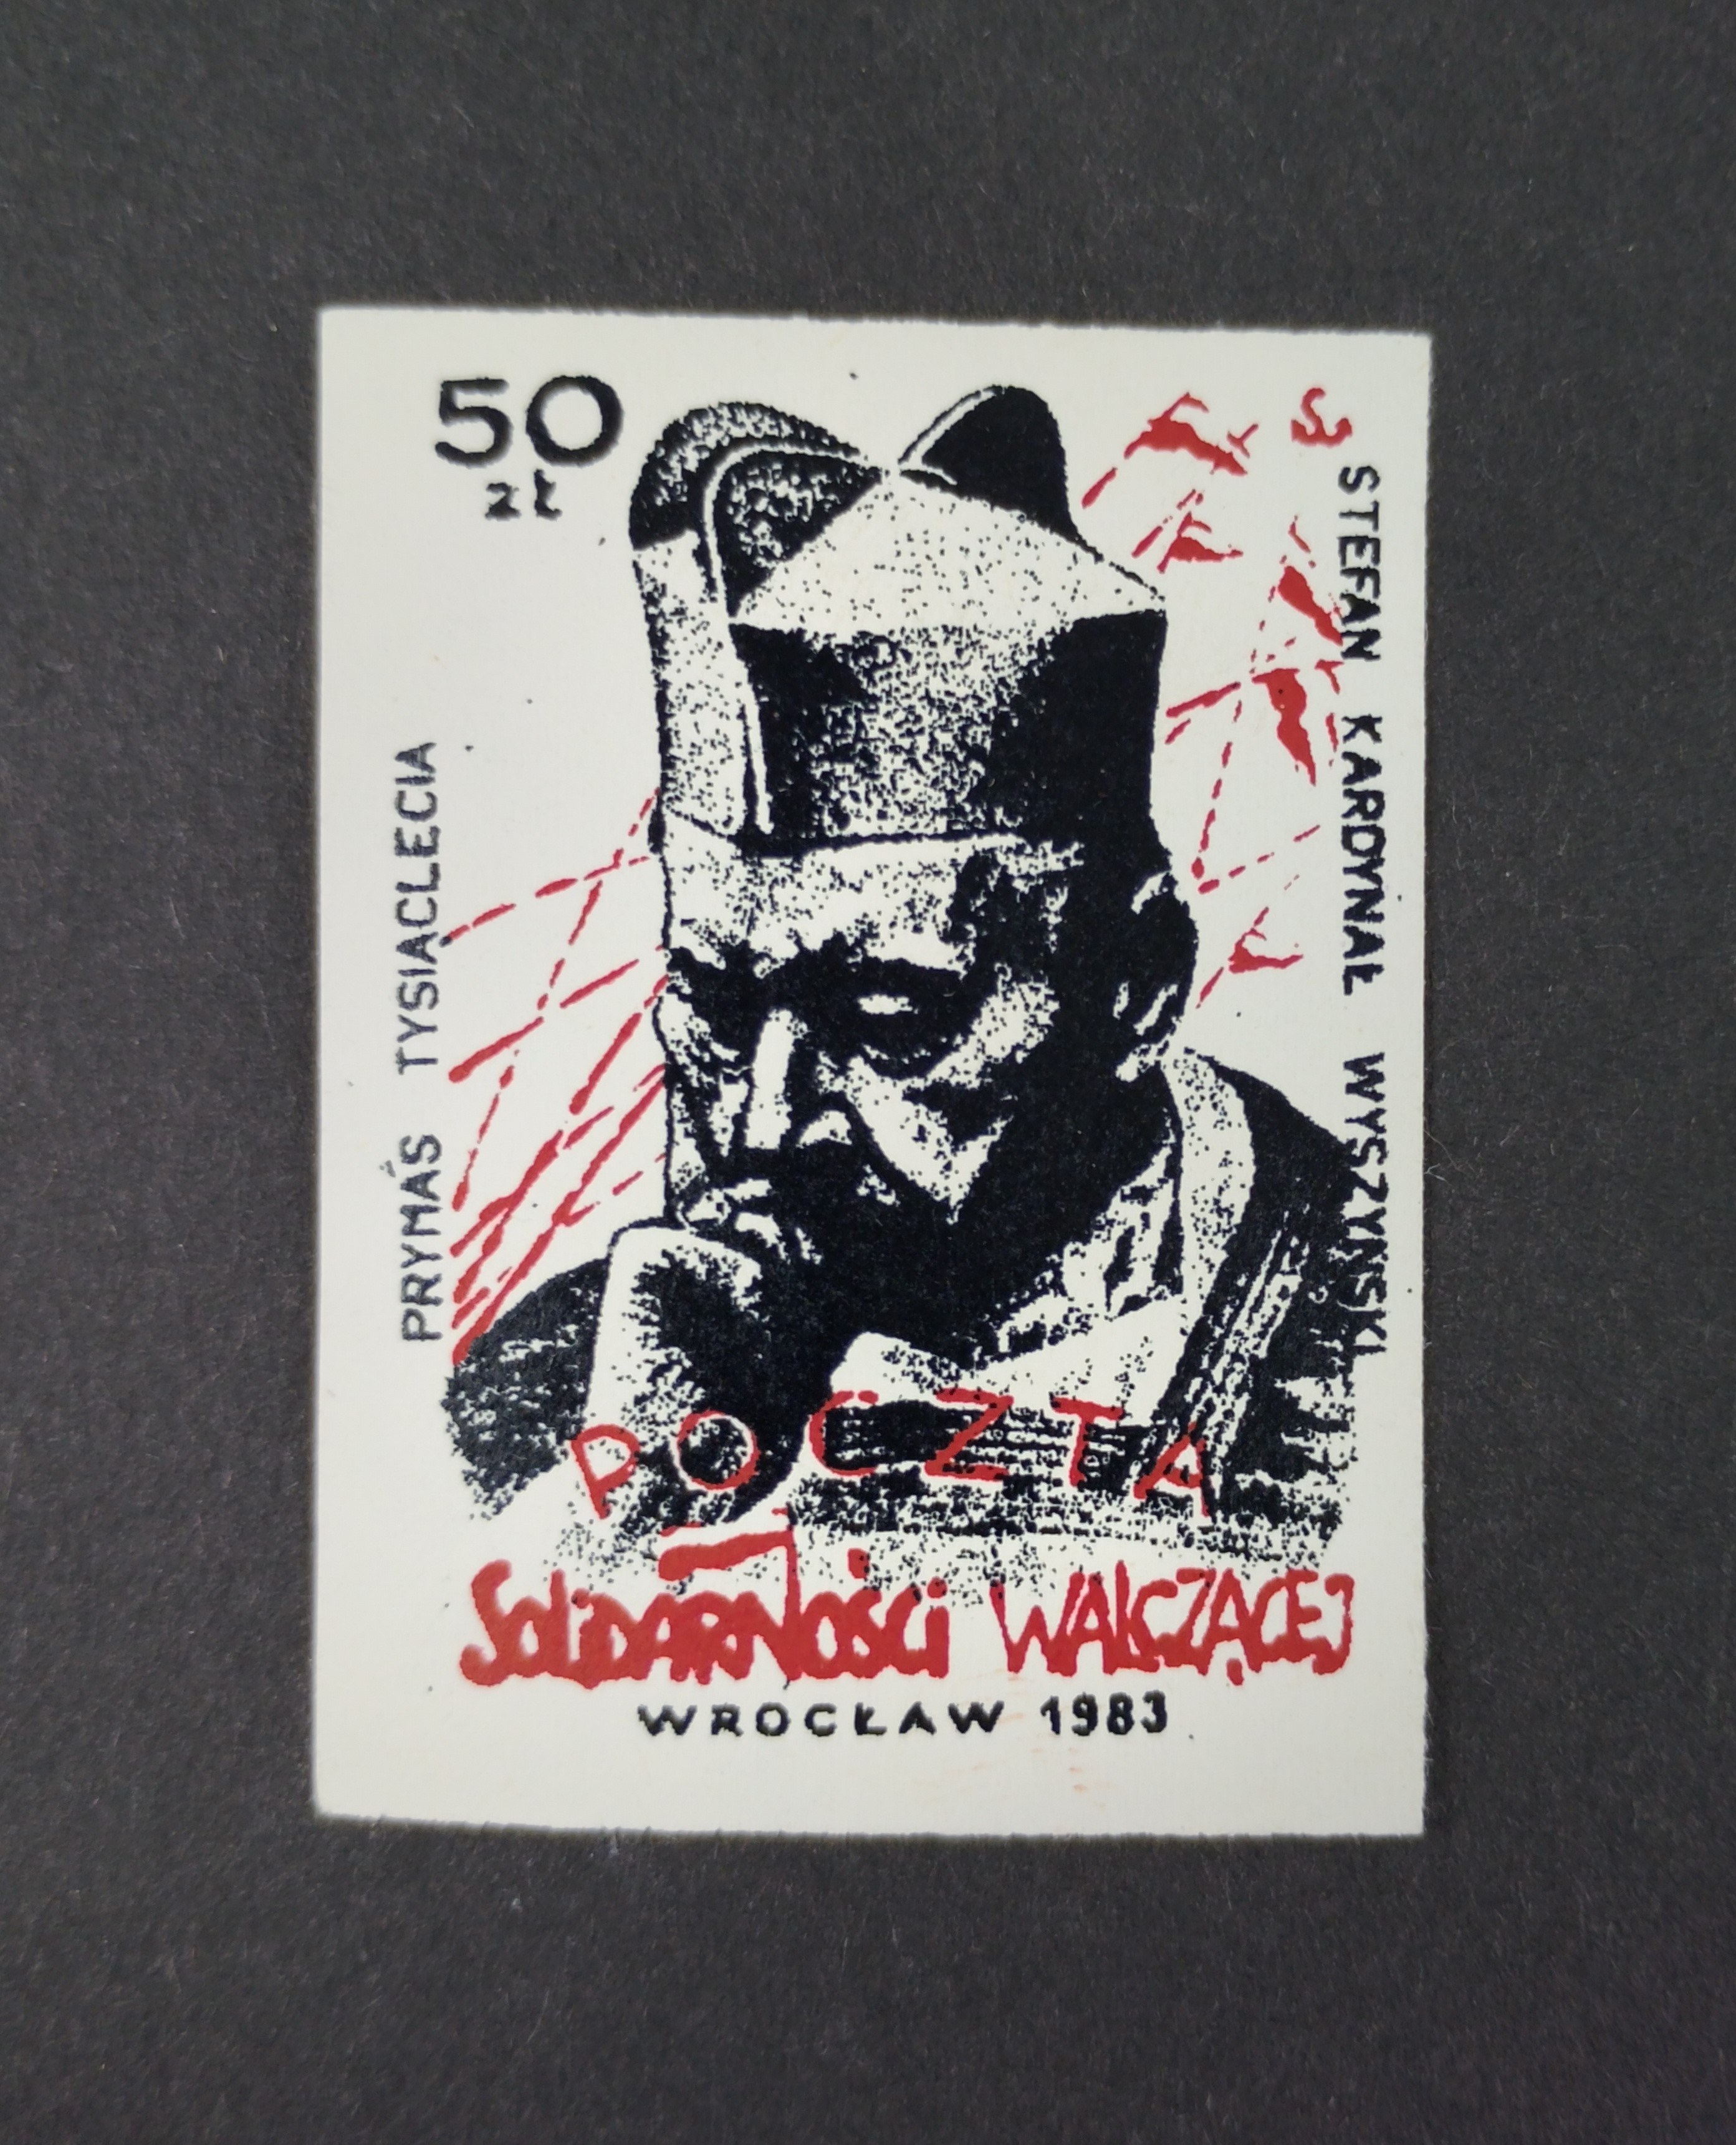 50
zł
STEFAN KARDYNAŁ WYSZYŃSKI
PRYMAS TYSIĄCLECIA
POCZTA
SOLIDARNOŚCI WALCZĄCEJ
WROCŁAW 1983